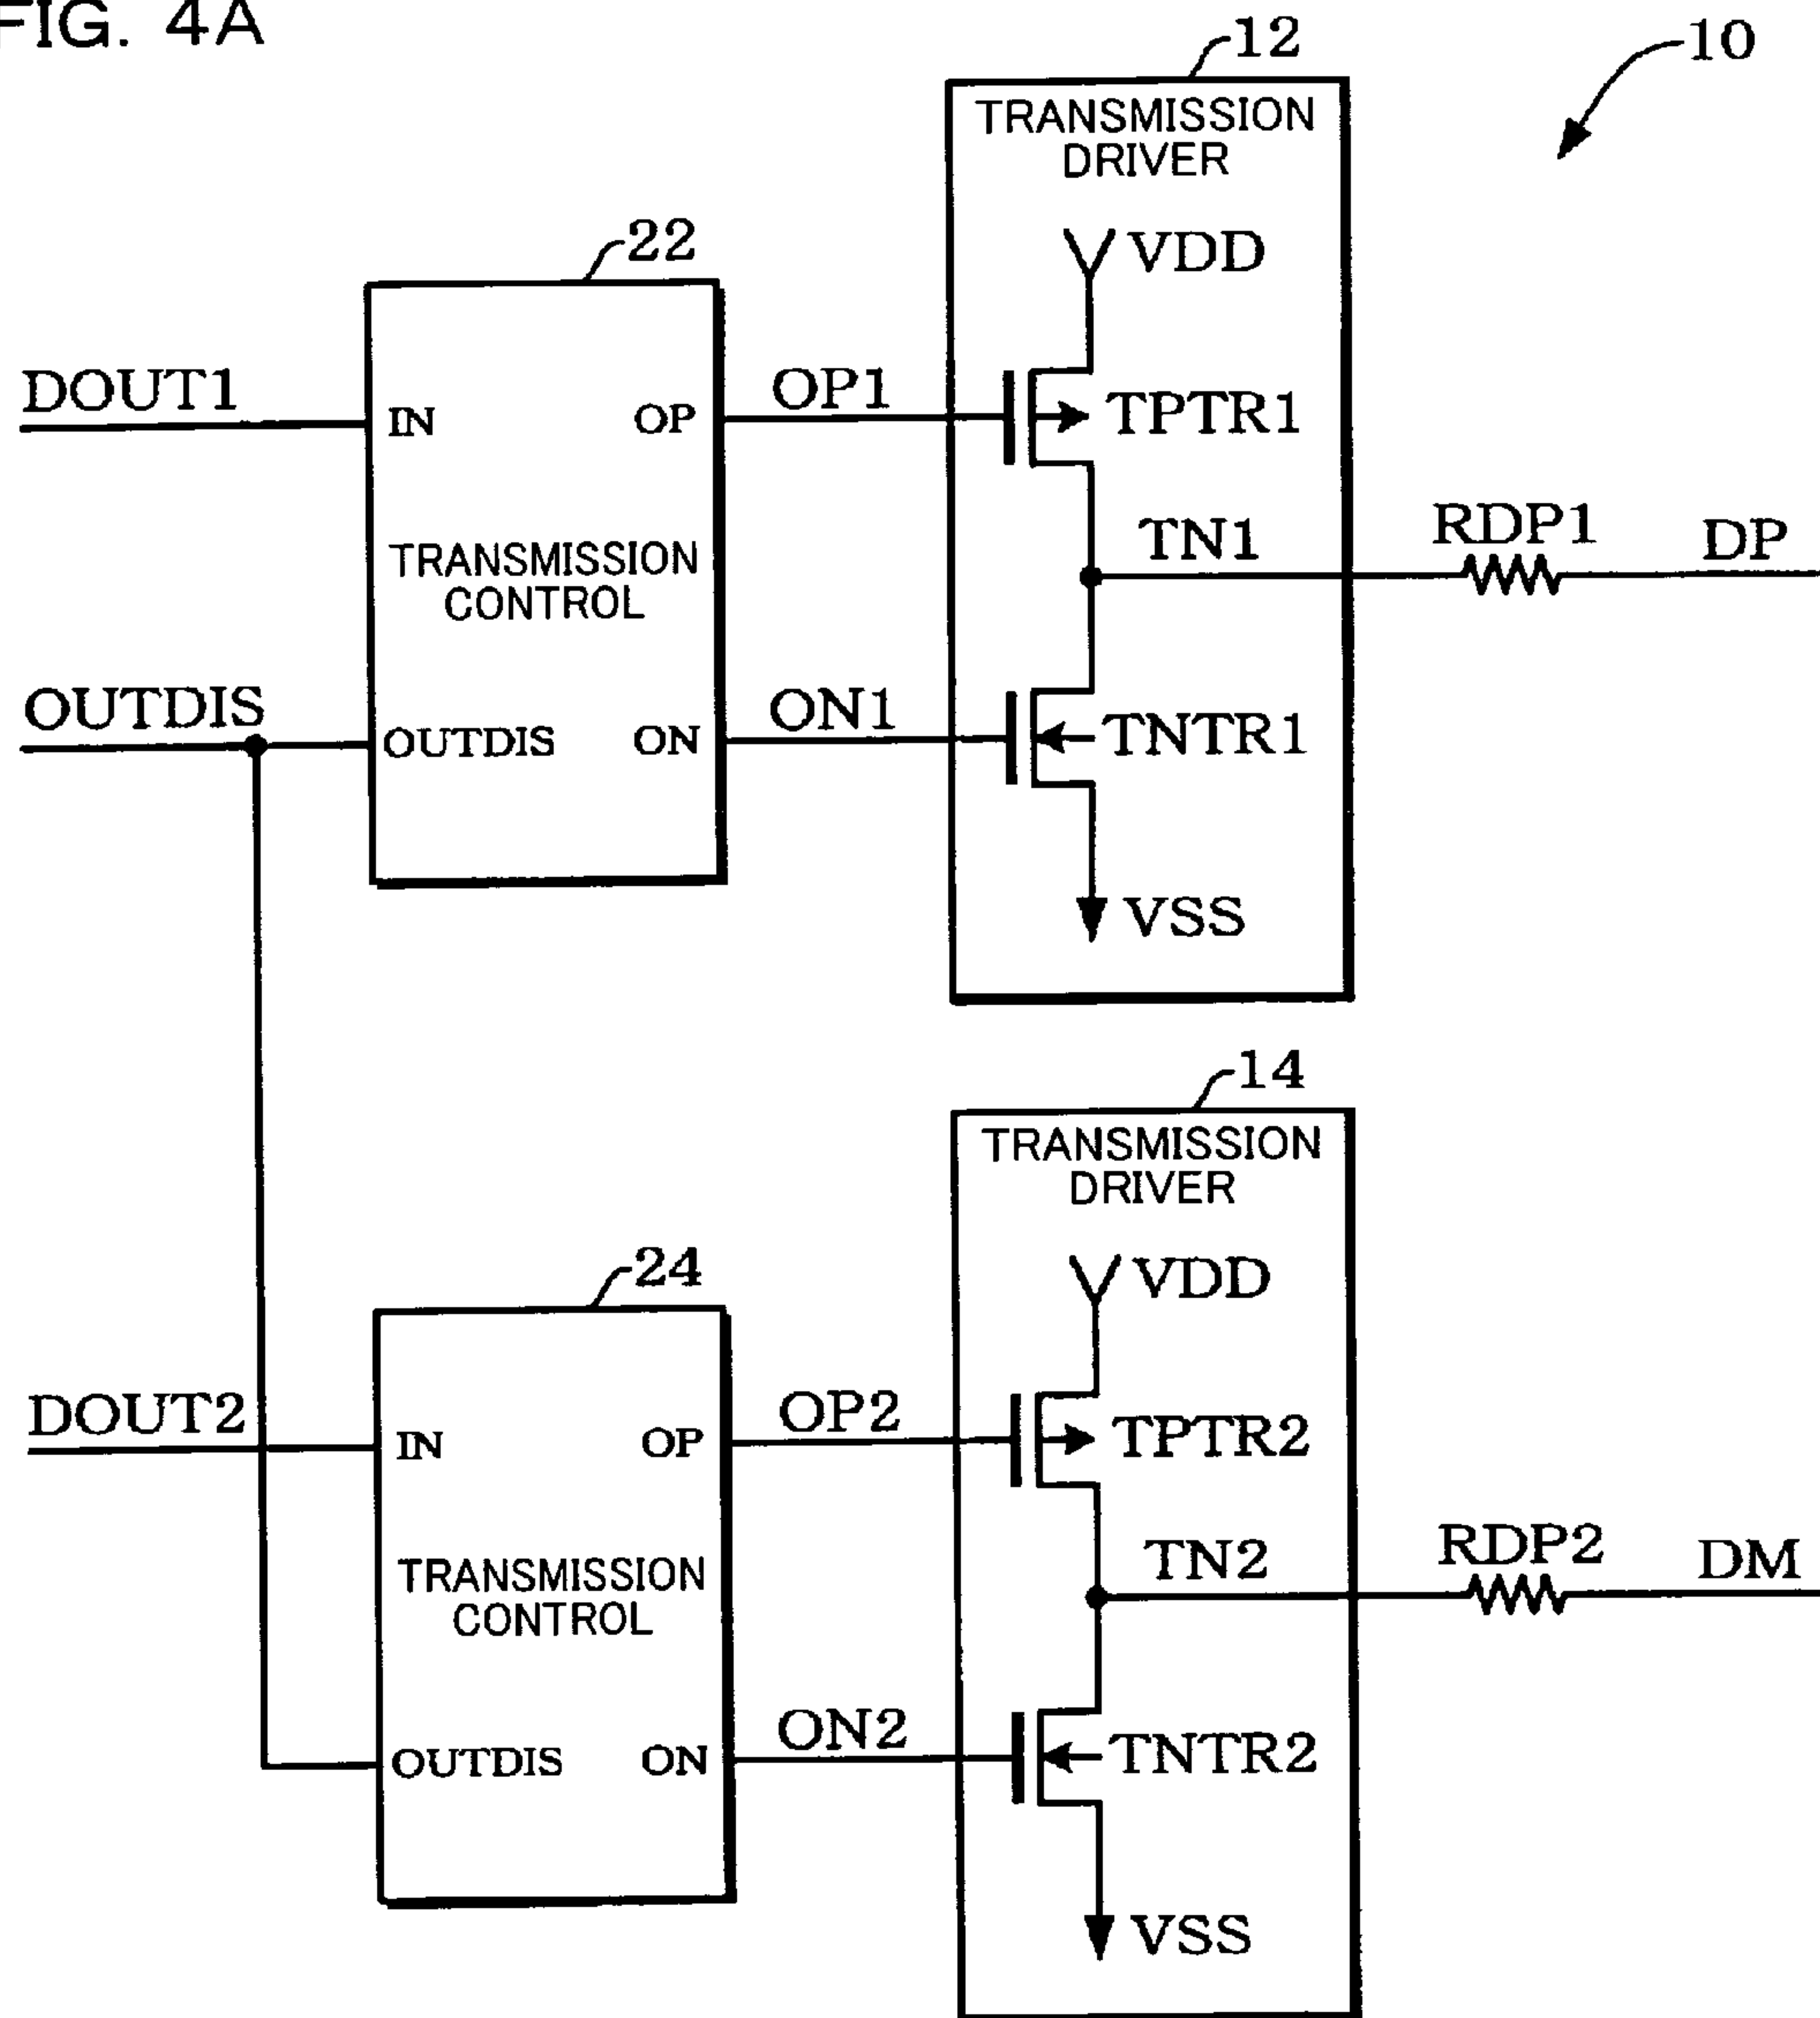 FIG. 4A
10
12
TRANSMISSION
DRIVER
VDD
22
DOUT1
IN
OP
OP1
TPTR1
TRANSMISSION
CONTROL
TN1
RDP1
DP
OUTDIS
OUTDIS
ON
ON1
TNTR1
VSS
14
TRANSMISSION
DRIVER
VDD
24
DOUT2
IN
OP
OP2
TPTR2
TRANSMISSION
CONTROL
TN2
RDP2
DM
OUTDIS
ON
ON2
TNTR2
VSS